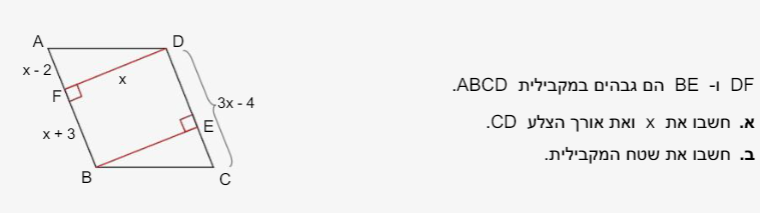 DF ו- BE הם גבהים במקבילית ABCD.
א. חשבו את x ואת אורך הצלע CD.
ב. חשבו את שטח המקבילית.
A
D
x - 2
x
F
3x - 4
E
x + 3
B
C